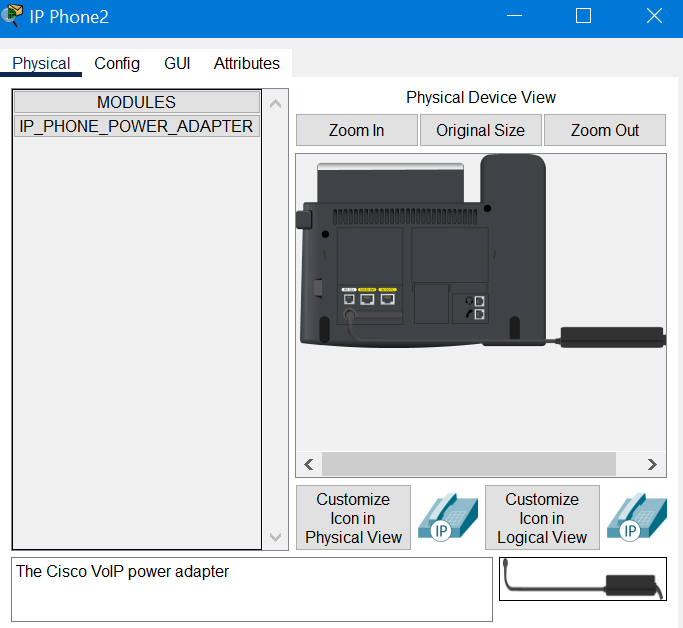 IP Phone2
Physical Config GUI Attributes
MODULES
IP_PHONE_POWER_ADAPTER
Physical Device View
Zoom In Original Size Zoom Out
Customize
Icon in
Physical View
IP
Customize
Icon in
Logical View
IP
The Cisco VoIP power adapter